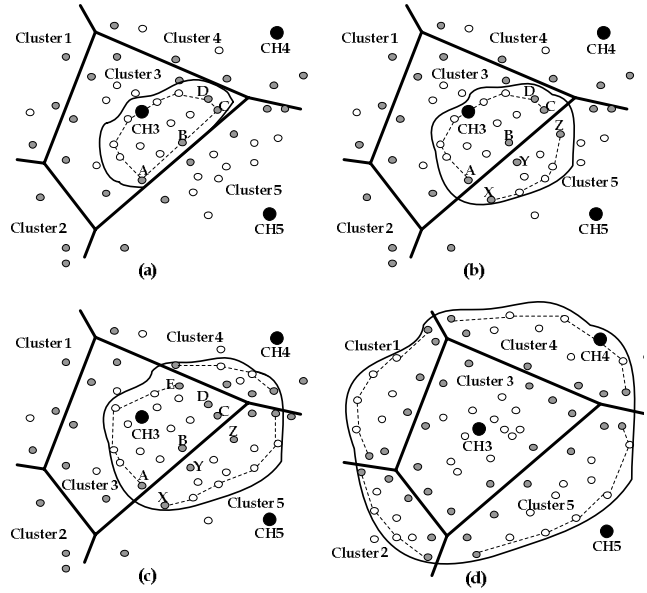 Cluster 1
Cluster 4
CH4
Cluster 3
D
C
CH3
B
A
Cluster 5
Cluster 2
CH5
(a)
Cluster 1
Cluster 4
CH4
Cluster 3
D
C
CH3
Z
B
Y
A
Cluster 5
X
Cluster 2
CH5
(b)
Cluster 1
Cluster 4
CH4
E
D
C
CH3
Z
B
Y
A
Cluster 3
X
Cluster 5
Cluster 2
CH5
(c)
Cluster 1
Cluster 4
CH4
Cluster 3
CH3
Cluster 5
Cluster 2
CH5
(d)